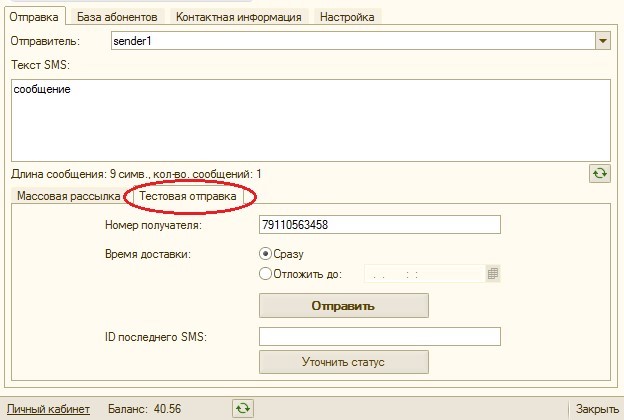 Отправка База абонентов Контактная информация Настройка
Отправитель: sender1
Текст SMS:
сообщение
Длина сообщения: 9 симв., кол-во. сообщений: 1
Массовая рассылка Тестовая отправка
Номер получателя: 79110563458
Время доставки: Сразу
Отложить до: . . : :
Отправить
ID последнего SMS:
Уточнить статус
Личный кабинет Баланс: 40.56 Закрыть